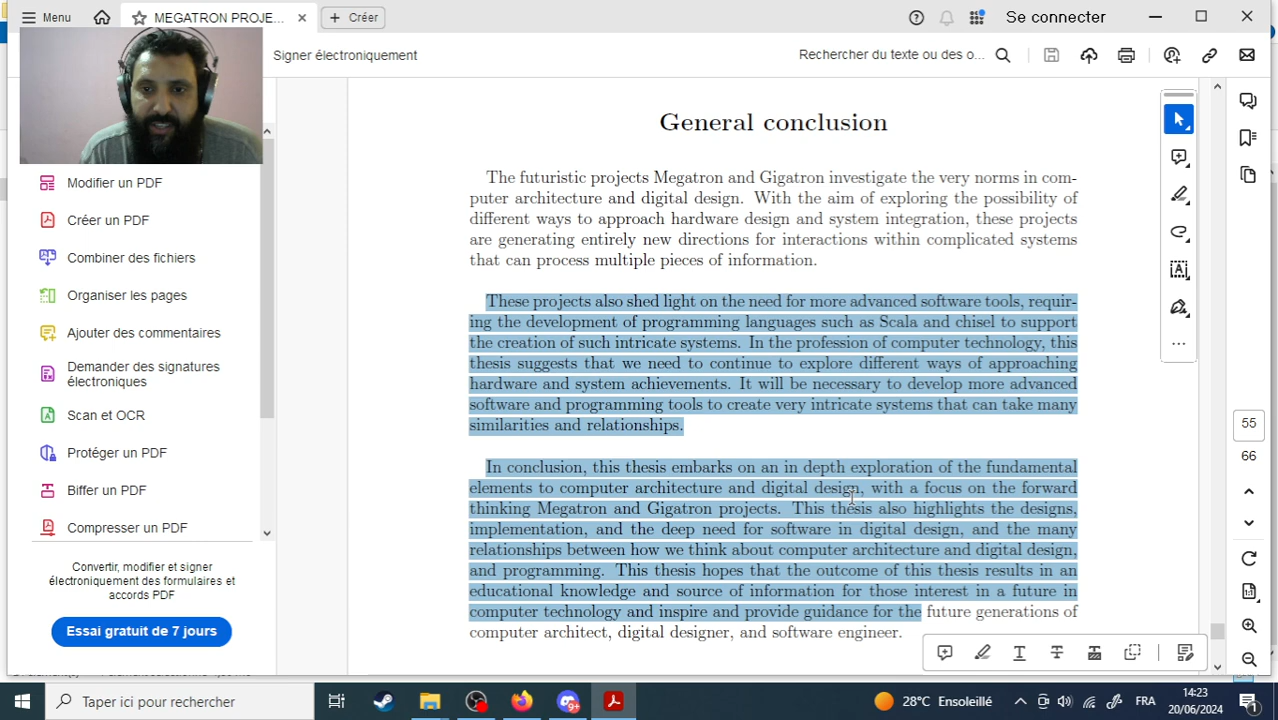 Menu
MEGATRON PROJE...
Créer
Se connecter
Signer électroniquement
Rechercher du texte ou des o...
Modifier un PDF
Créer un PDF
Combiner des fichiers
Organiser les pages
Ajouter des commentaires
Demander des signatures
électroniques
Scan et OCR
Protéger un PDF
Biffer un PDF
Compresser un PDF
Convertir, modifier et signer
électroniquement des formulaires et
accords PDF
Essai gratuit de 7 jours
General conclusion
The futuristic projects Megatron and Gigatron investigate the very norms in com-
puter architecture and digital design. With the aim of exploring the possibility of
different ways to approach hardware design and system integration, these projects
are generating entirely new directions for interactions within complicated systems
that can process multiple pieces of information.
These projects also shed light on the need for more advanced software tools, requir-
ing the development of programming languages such as Scala and chisel to support
the creation of such intricate systems. In the profession of computer technology, this
thesis suggests that we need to continue to explore different ways of approaching
hardware and system achievements. It will be necessary to develop more advanced
software and programming tools to create very intricate systems that can take many
similarities and relationships.
In conclusion, this thesis embarks on an in depth exploration of the fundamental
elements to computer architecture and digital design, with a focus on the forward
thinking Megatron and Gigatron projects. This thesis also highlights the designs,
implementation, and the deep need for software in digital design, and the many
relationships between how we think about computer architecture and digital design,
and programming. This thesis hopes that the outcome of this thesis results in an
educational knowledge and source of information for those interest in a future in
computer technology and inspire and provide guidance for the future generations of
computer architect, digital designer, and software engineer.
55
66
Taper ici pour rechercher
28°C Ensoleillé
FRA
14:23
20/06/2024
1